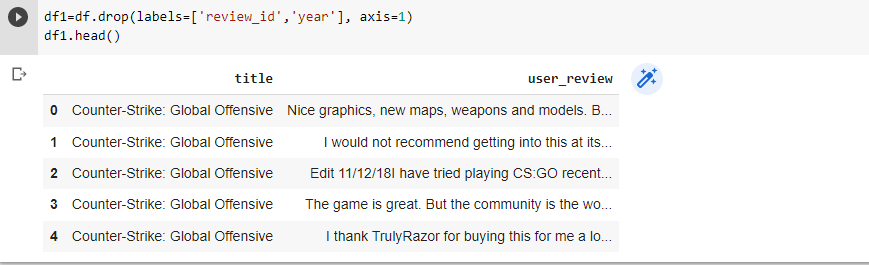 df1=df.drop(labels=['review_id','year'], axis=1)
df1.head()
title user_review
0 Counter-Strike: Global Offensive Nice graphics, new maps, weapons and models. B...
1 Counter-Strike: Global Offensive I would not recommend getting into this at its...
2 Counter-Strike: Global Offensive Edit 11/12/18I have tried playing CS:GO recent...
3 Counter-Strike: Global Offensive The game is great. But the community is the wo...
4 Counter-Strike: Global Offensive I thank TrulyRazor for buying this for me a lo...